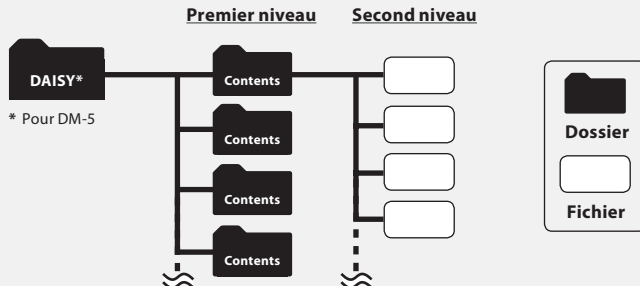 Premier niveau
Second niveau
DAISY*
* Pour DM-5
Contents
Contents
Contents
Contents
Dossier
Fichier